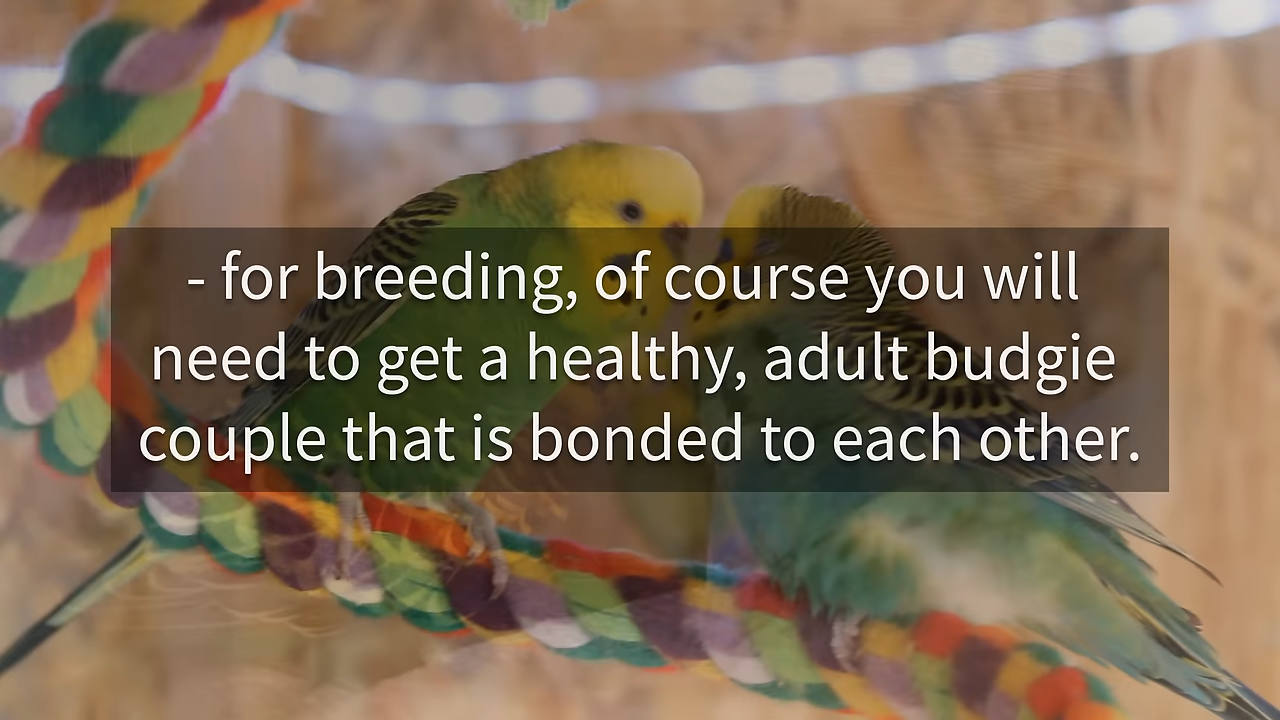 - for breeding, of course you will
need to get a healthy, adult budgie
couple that is bonded to each other.